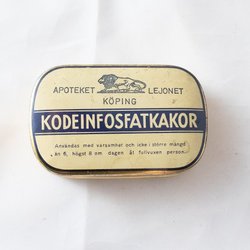 APOTEKET LEJONET
KÖPING
KODEINFOSFATKAKOR
Användas med varsamhet och icke i större mängd
än 6, högst 8 om dagen åt fullvuxen person.